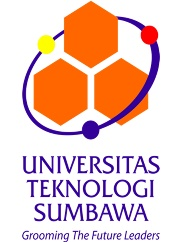 UNIVERSITAS
TEKNOLOGI
SUMBAWA
Grooming The Future Leaders